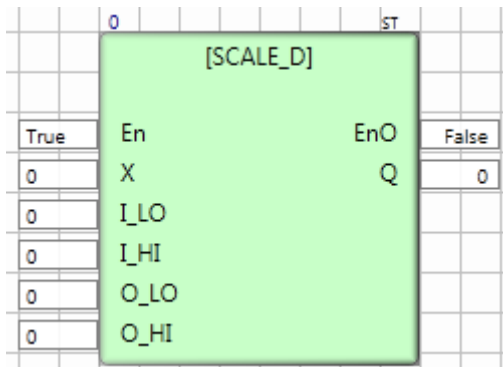 0 ST
[SCALE_D]
True En EnO False
0 X Q 0
0 I_LO
0 I_HI
0 O_LO
0 O_HI